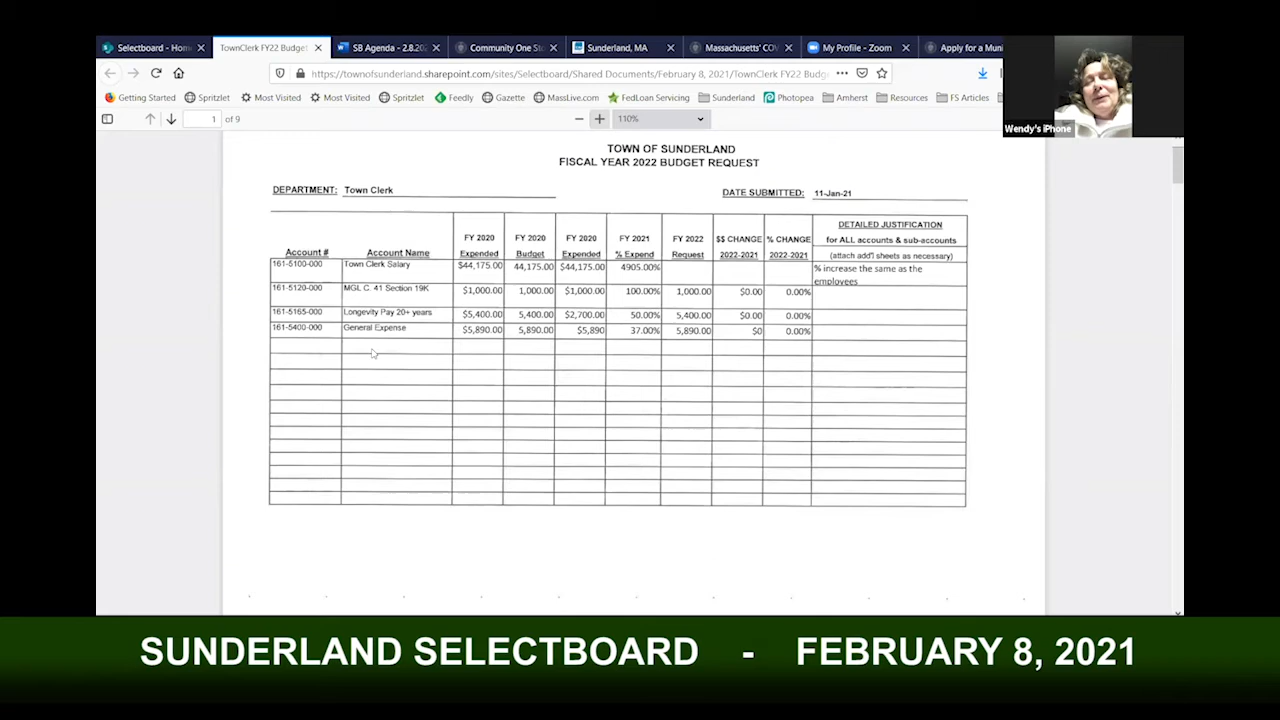 Selectboard - Home
TownClerk FY22 Budget
SB Agenda - 2.8.202
Community One Sto
Sunderland, MA
Massachusetts' COV
My Profile - Zoom
Apply for a Muni
https://townofsunderland.sharepoint.com/sites/Selectboard/Shared Documents/February 8, 2021/TownClerk FY22 Budg
Getting Started Spritzlet Most Visited Most Visited Spritzlet Feedly Gazette MassLive.com FedLoan Servicing Sunderland Photopea Amherst Resources FS Articles
1 of 9
110%
Wendy's iPhone
TOWN OF SUNDERLAND
FISCAL YEAR 2022 BUDGET REQUEST
DEPARTMENT: Town Clerk
DATE SUBMITTED: 11-Jan-21
Account # Account Name FY 2020 Expended FY 2020 Budget FY 2020 Expended FY 2021 % Expend FY 2022 Request $$ CHANGE 2022-2021 % CHANGE 2022-2021 DETAILED JUSTIFICATION for ALL accounts & sub-accounts (attach add'l sheets as necessary)
161-5100-000 Town Clerk Salary $44,175.00 44,175.00 $44,175.00 4905.00% % increase the same as the employees
161-5120-000 MGL C. 41 Section 19K $1,000.00 1,000.00 $1,000.00 100.00% 1,000.00 $0.00 0.00%
161-5165-000 Longevity Pay 20+ years $5,400.00 5,400.00 $2,700.00 50.00% 5,400.00 $0.00 0.00%
161-5400-000 General Expense $5,890.00 5,890.00 $5,890 37.00% 5,890.00 $0 0.00%
SUNDERLAND SELECTBOARD - FEBRUARY 8, 2021